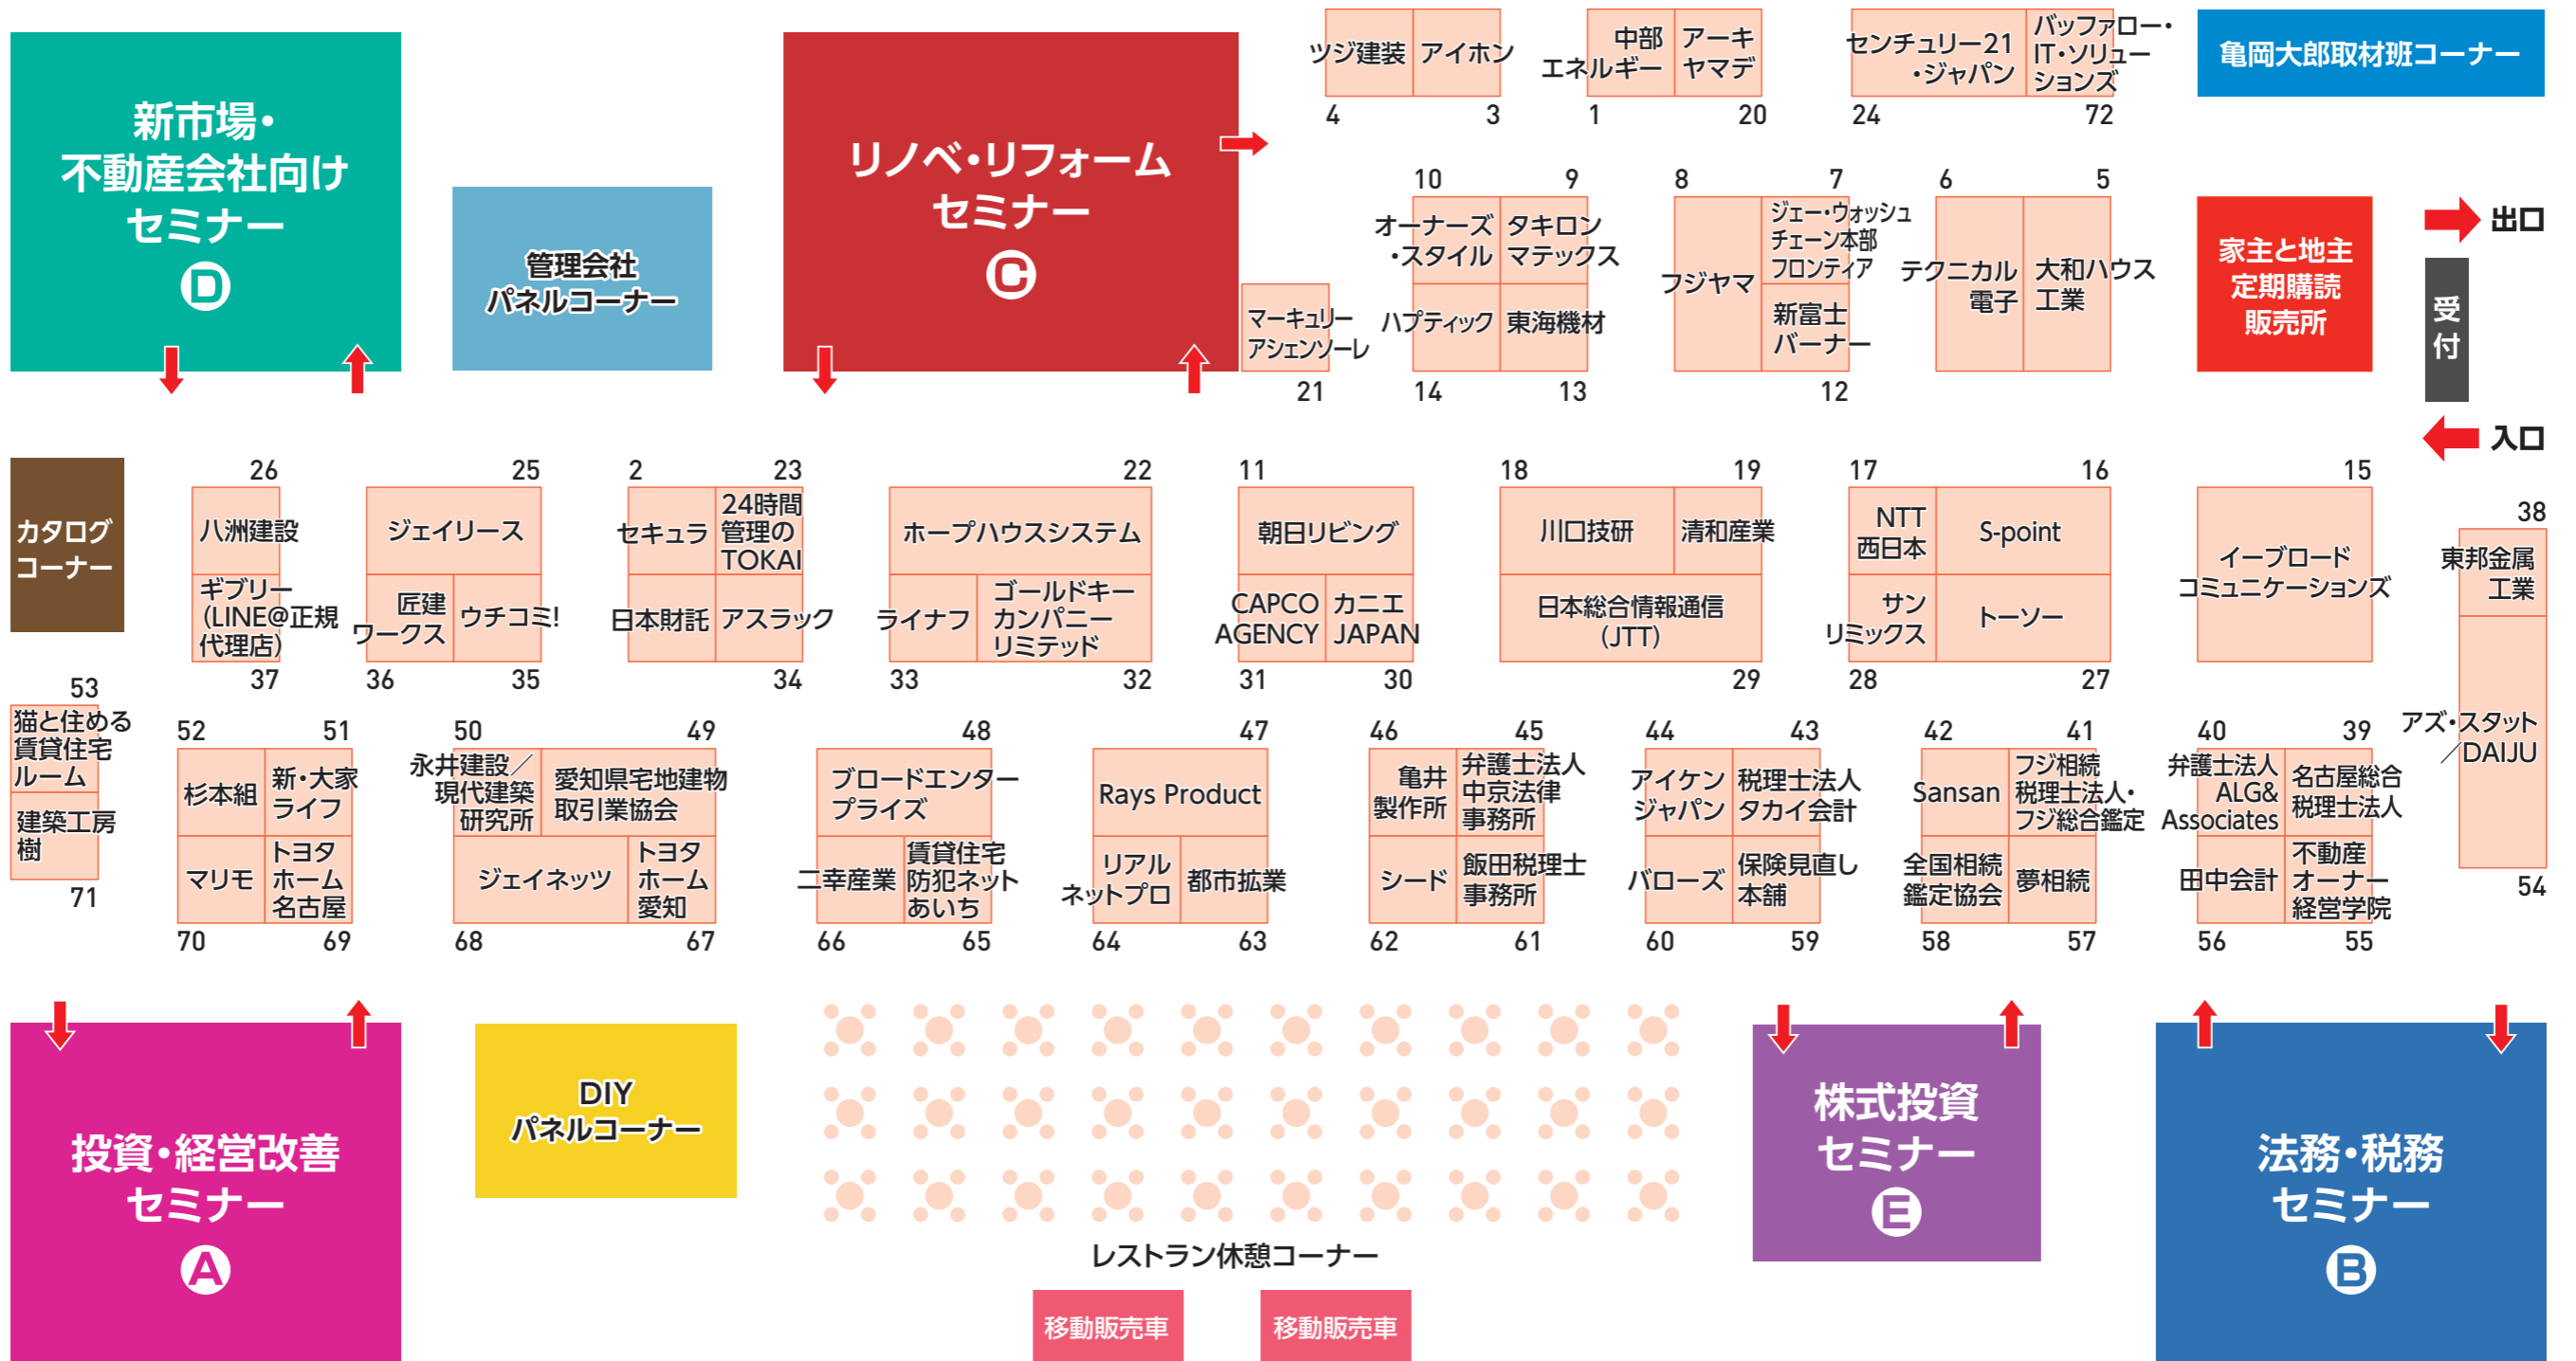 新市場・
不動産会社向け
セミナー
D
管理会社
パネルコーナー
リノベ・リフォーム
セミナー
C
ツジ建装
アイホン
4
3
中部
エネルギー
アーキ
ヤマデ
1
20
センチュリー21
・ジャパン
バッファロー・
IT・ソリュー
ションズ
24
72
亀岡大郎取材班コーナー
マーキュリー
アシェンソーレ
21
10
9
オーナーズ
・スタイル
タキロン
マテックス
ハプティック
東海機材
14
13
8
7
フジヤマ
ジェー・ウォッシュ
チェーン本部
フロンティア
新富士
バーナー
12
6
5
テクニカル
電子
大和ハウス
工業
家主と地主
定期購読
販売所
出口
受付
入口
カタログ
コーナー
26
八洲建設
ギブリー
(LINE@正規
代理店)
37
25
ジェイリース
匠建
ワークス
ウチコミ!
36
35
2
23
セキュラ
24時間
管理の
TOKAI
日本財託
アスラック
34
22
ホープハウスシステム
ライナフ
ゴールドキー
カンパニー
リミテッド
33
32
11
朝日リビング
CAPCO
AGENCY
カニエ
JAPAN
31
30
18
19
川口技研
清和産業
日本総合情報通信
(JTT)
29
17
16
NTT
西日本
S-point
サン
リミックス
トーソー
28
27
15
イーブロード
コミュニケーションズ
38
東邦金属
工業
アズ・スタット
／DAIJU
54
53
猫と住める
賃貸住宅
ルーム
建築工房
樹
71
52
51
杉本組
新・大家
ライフ
マリモ
トヨタ
ホーム
名古屋
70
69
50
49
永井建設／
現代建築
研究所
愛知県宅地建物
取引業協会
ジェイネッツ
トヨタ
ホーム
愛知
68
67
48
ブロードエンター
プライズ
二幸産業
賃貸住宅
防犯ネット
あいち
66
65
47
Rays Product
リアル
ネットプロ
都市拡業
64
63
46
45
亀井
製作所
弁護士法人
中京法律
事務所
シード
飯田税理士
事務所
62
61
44
43
アイケン
ジャパン
税理士法人
タカイ会計
バローズ
保険見直し
本舗
60
59
42
41
Sansan
フジ相続
税理士法人・
フジ総合鑑定
全国相続
鑑定協会
夢相続
58
57
40
39
弁護士法人
ALG&
Associates
名古屋総合
税理士法人
田中会計
不動産
オーナー
経営学院
56
55
投資・経営改善
セミナー
A
DIY
パネルコーナー
レストラン休憩コーナー
移動販売車
移動販売車
株式投資
セミナー
E
法務・税務
セミナー
B